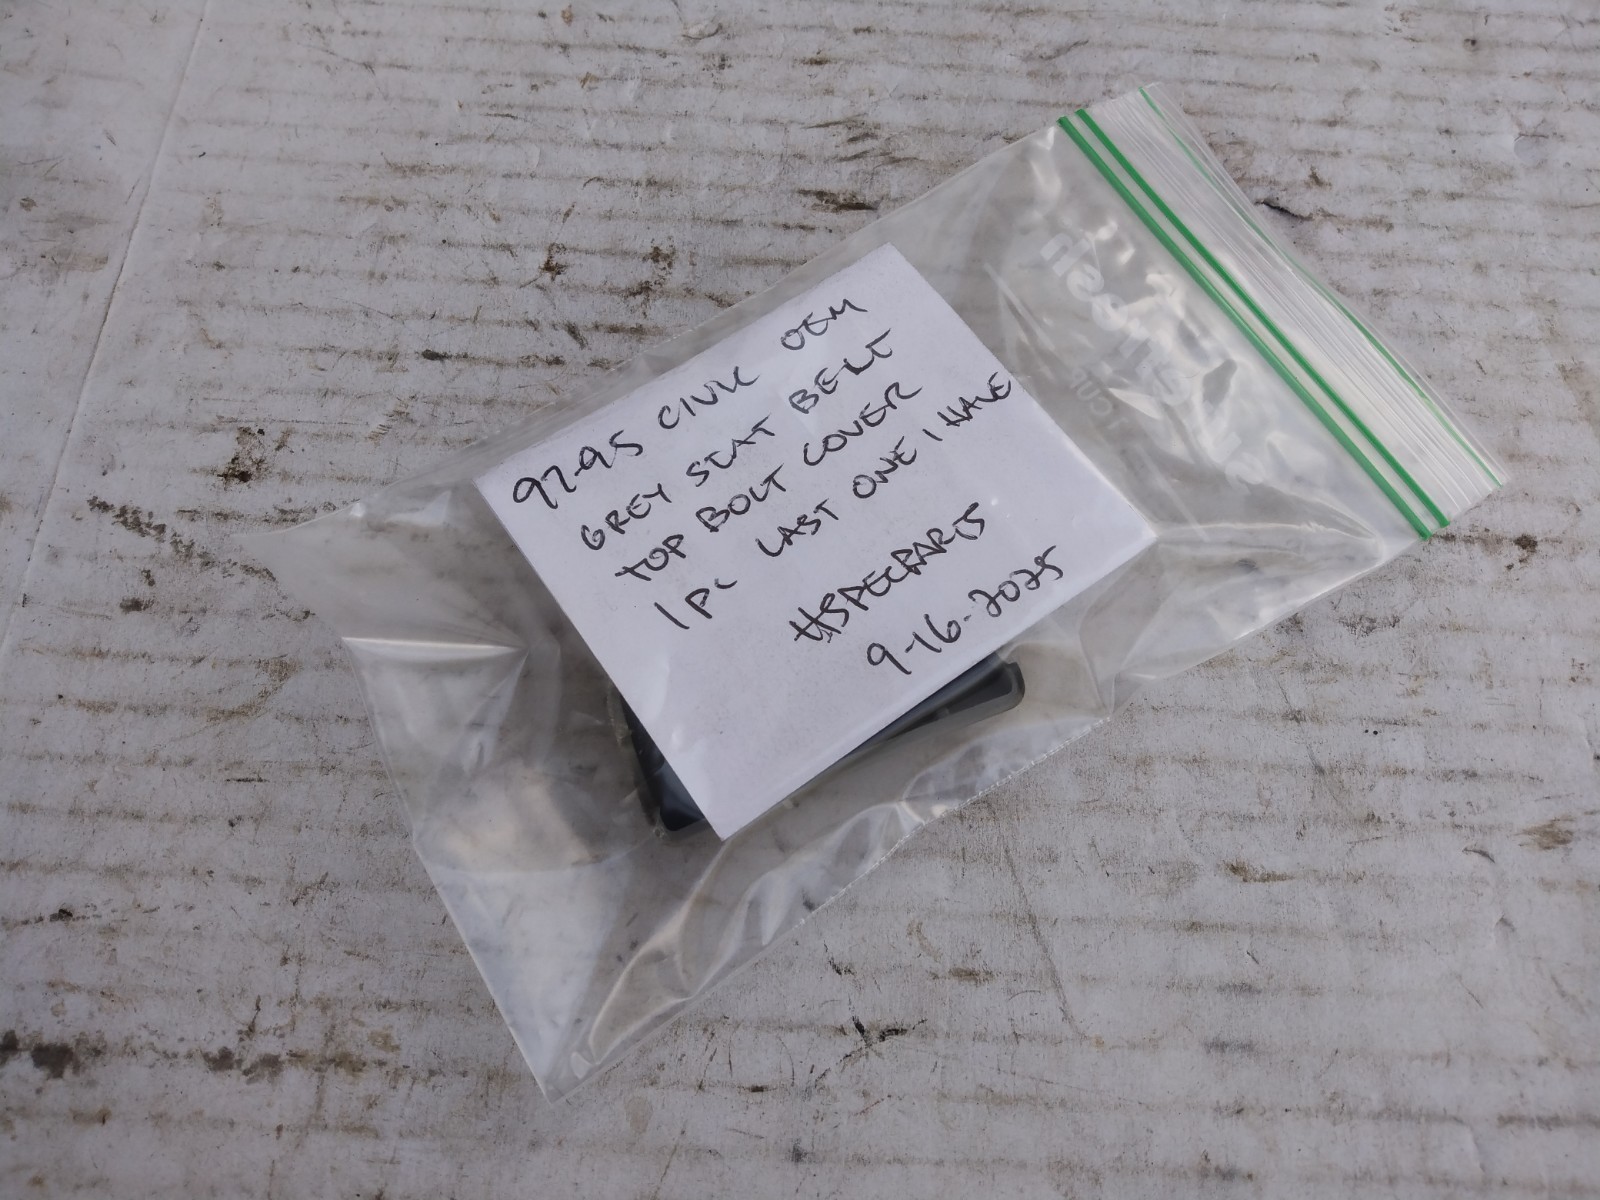 92-95 CIVIC OEM
GREY SEAT BELT
TOP BOLT COVER
1 PC LAST ONE I HAVE
HSPECPARTS
9-16-2025